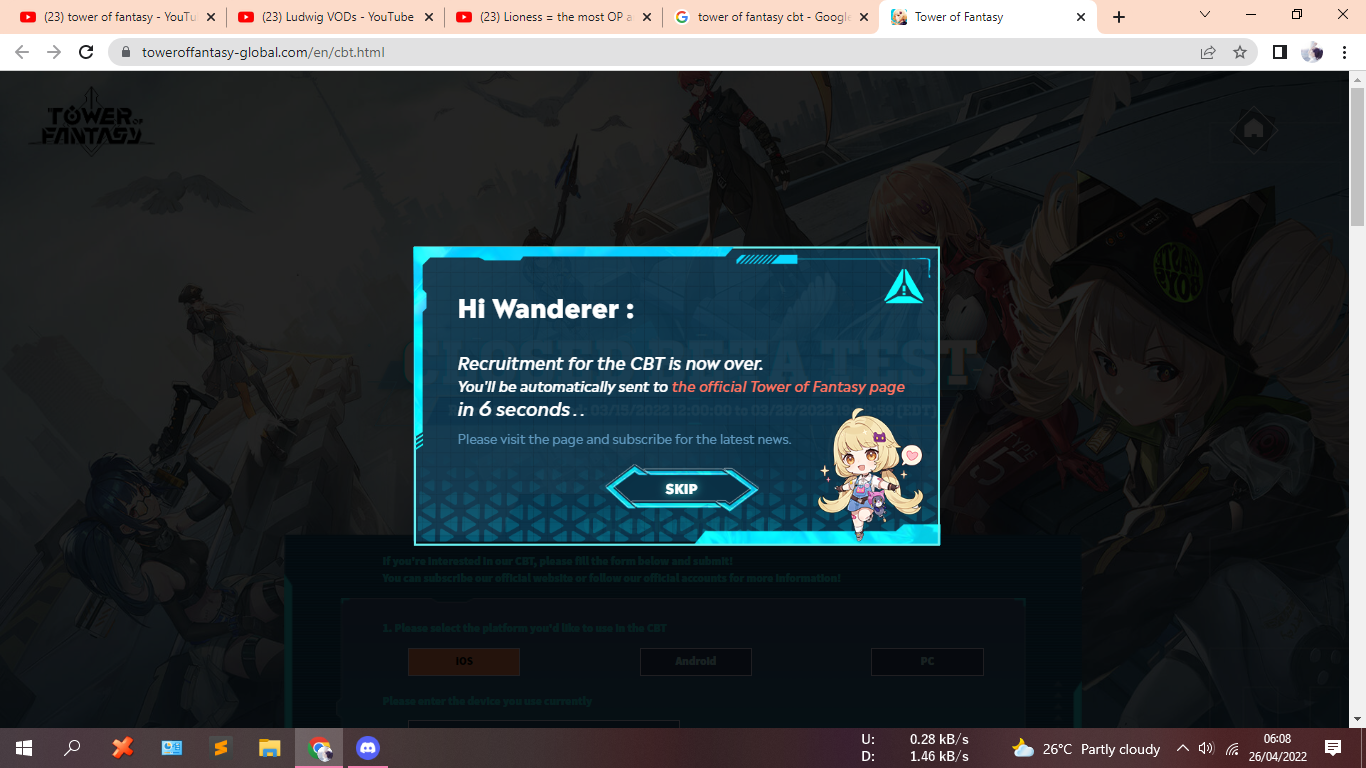 (23) tower of fantasy - YouTu
(23) Ludwig VODs - YouTube
(23) Lioness = the most OP a
tower of fantasy cbt - Google
Tower of Fantasy
toweroffantasy-global.com/en/cbt.html
TOWER OF
FANTASY
Hi Wanderer :
Recruitment for the CBT is now over.
You'll be automatically sent to the official Tower of Fantasy page
in 6 seconds . .
Please visit the page and subscribe for the latest news.
SKIP
If you're interested in our CBT, please fill the form below and submit!
You can subscribe our official website or follow our official accounts for more information!
1. Please select the platform you'd like to use in the CBT
IOS
Android
PC
Please enter the device you use currently
U: 0.28 kB/s
D: 1.46 kB/s
26°C Partly cloudy
06:08
26/04/2022